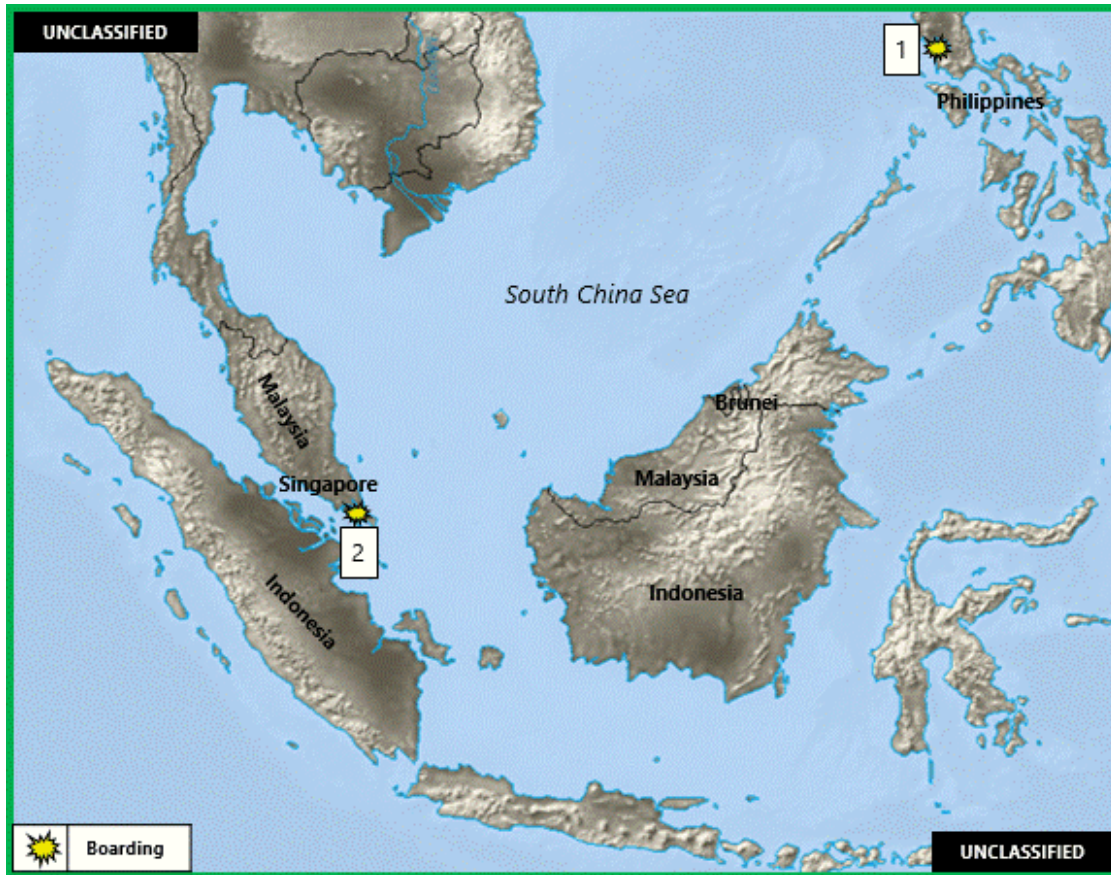 UNCLASSIFIED
1
Philippines
South China Sea
Malaysia
Brunei
Malaysia
Singapore
2
Indonesia
Indonesia
Boarding
UNCLASSIFIED